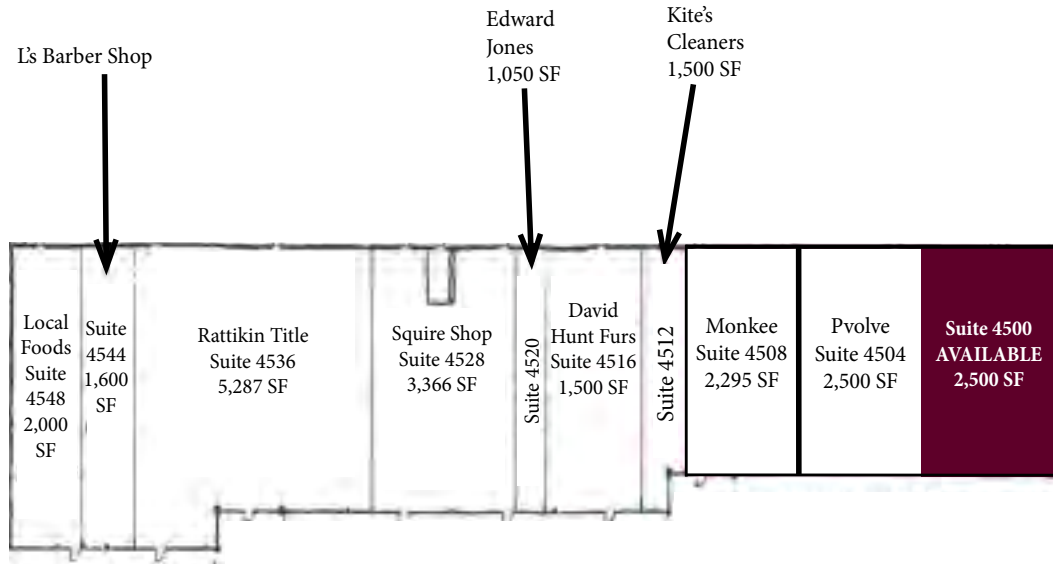 L's Barber Shop
Edward
Jones
1,050 SF
Kite's
Cleaners
1,500 SF
Local
Foods
Suite
4548
2,000
SF
Suite
4544
1,600
SF
Rattikin Title
Suite 4536
5,287 SF
Squire Shop
Suite 4528
3,366 SF
Suite 4520
David
Hunt Furs
Suite 4516
1,500 SF
Suite 4512
Monkee
Suite 4508
2,295 SF
Pvolve
Suite 4504
2,500 SF
Suite 4500
AVAILABLE
2,500 SF